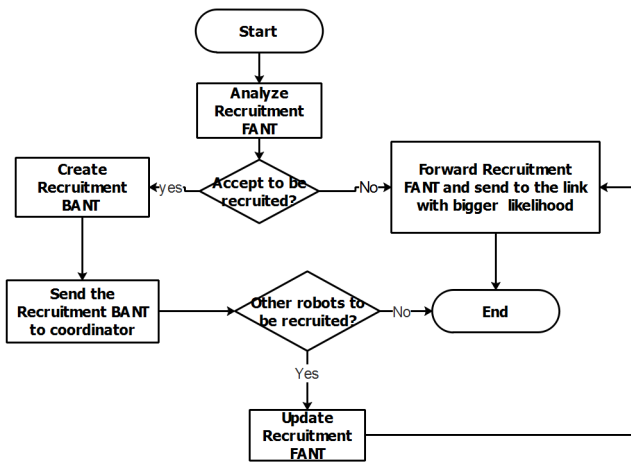 Start
Analyze
Recruitment
FANT
Accept to be
recruited?
yes
No
Create
Recruitment
BANT
Forward Recruitment
FANT and send to the link
with bigger likelihood
Send the
Recruitment BANT
to coordinator
Other robots to
be recruited?
No
End
Yes
Update
Recruitment
FANT